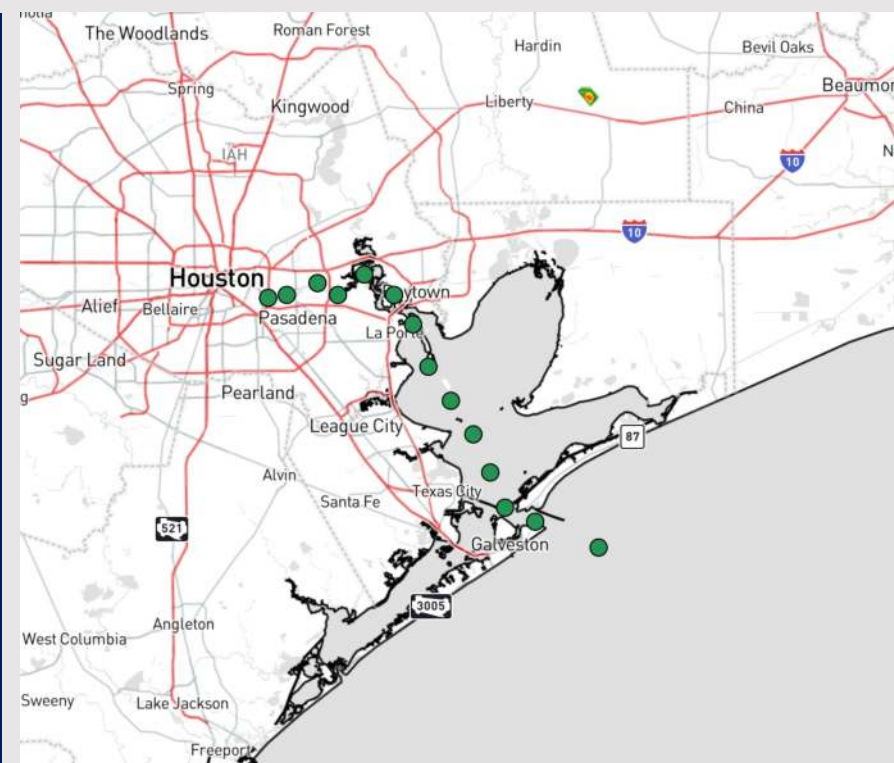 The Woodlands
Roman Forest
Hardin
Bevil Oaks
Spring
Kingwood
Liberty
China
Beaumon
IAH
10
N
10
Houston
Alief
Bellaire
Pasadena
ytown
La Porte
Sugar Land
Pearland
g
League City
87
Alvin
Santa Fe
Texas City
521
Galveston
3005
Angleton
West Columbia
Sweeny
Lake Jackson
Freeport